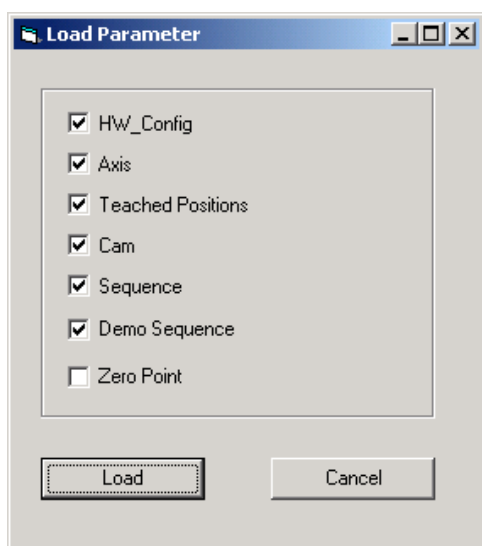 Load Parameter
HW_Config
Axis
Teached Positions
Cam
Sequence
Demo Sequence
Zero Point
Load Cancel